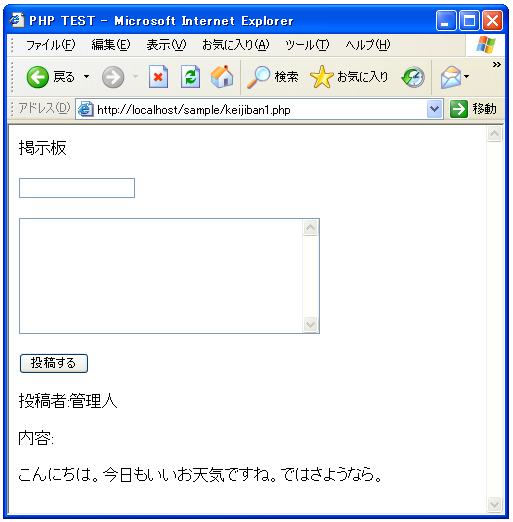 PHP TEST - Microsoft Internet Explorer
ファイル(F) 編集(E) 表示(V) お気に入り(A) ツール(T) ヘルプ(H)
戻る 検索 お気に入り »
アドレス(D) http://localhost/sample/keijiban1.php 移動
掲示板
投稿する
投稿者:管理人
内容:
こんにちは。今日もいいお天気ですね。ではさようなら。